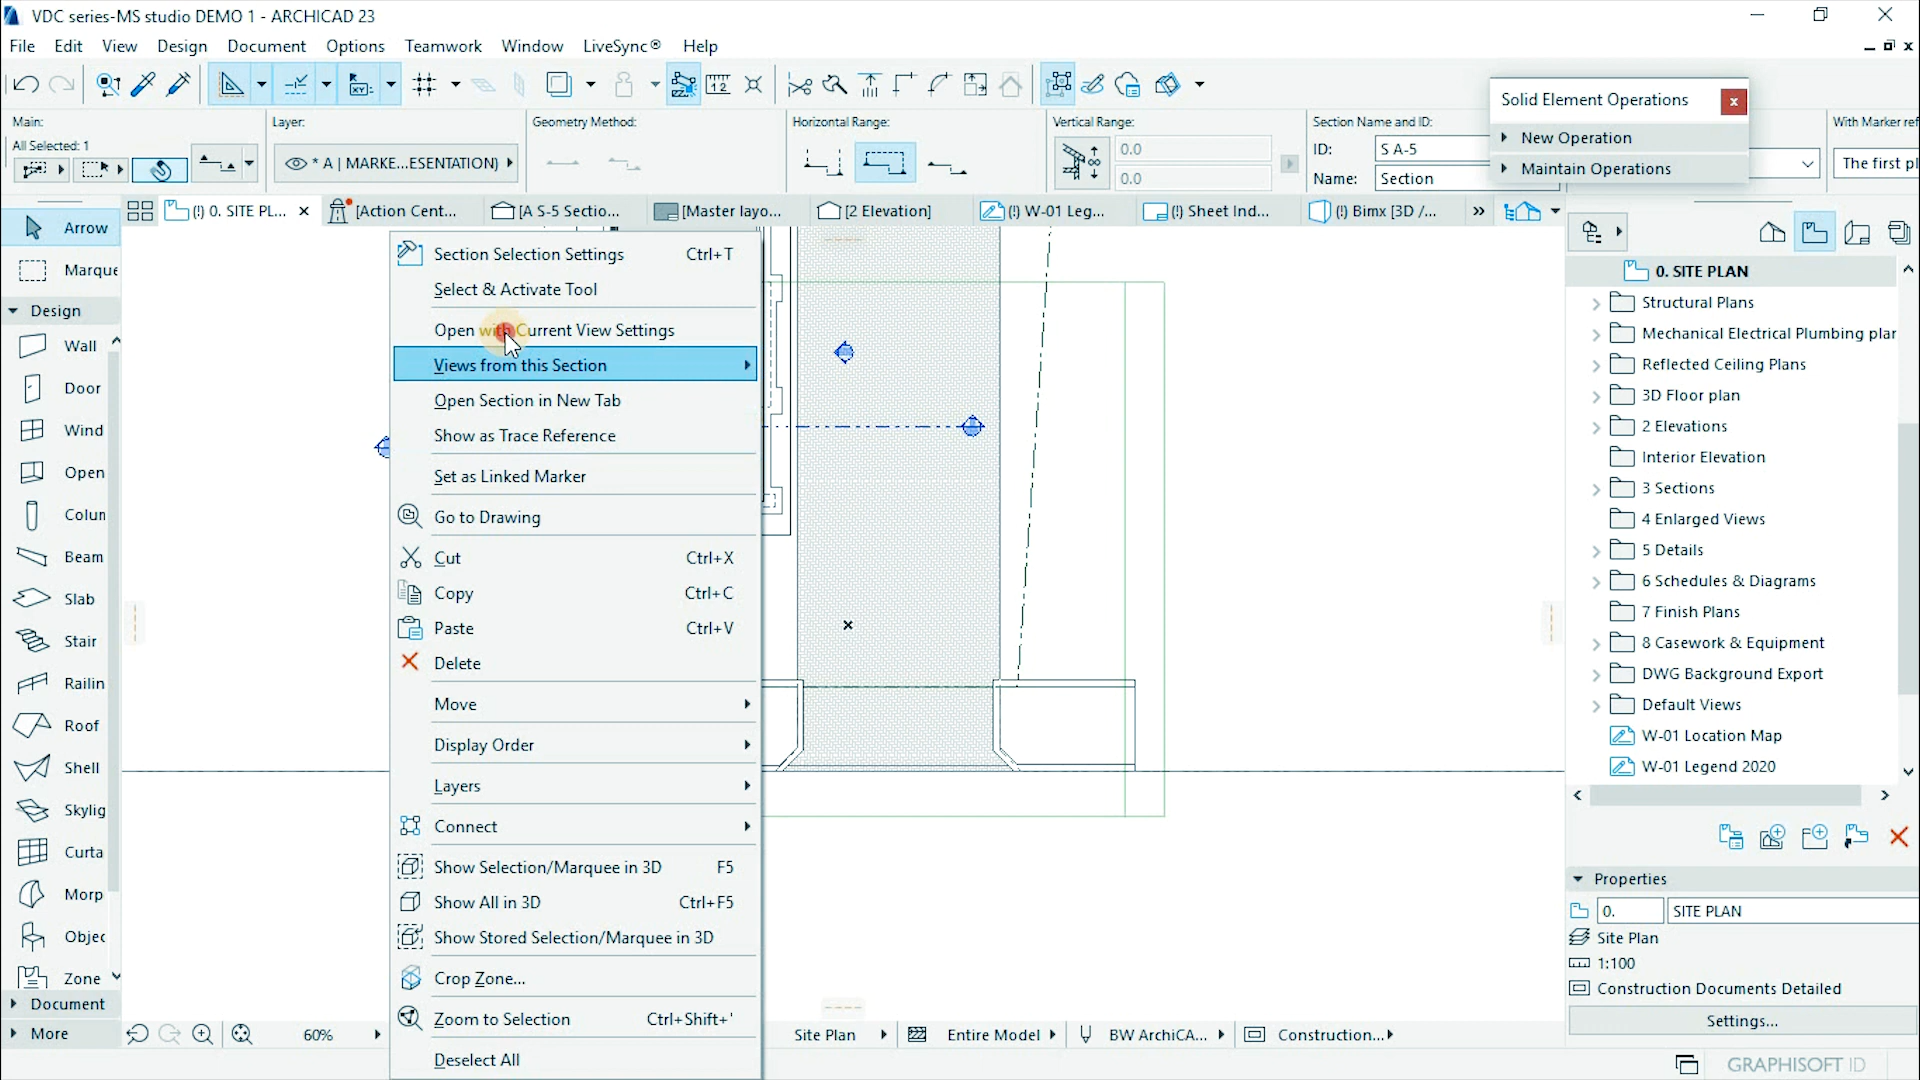 VDC series-MS studio DEMO 1 - ARCHICAD 23
File Edit View Design Document Options Teamwork Window LiveSync® Help
Solid Element Operations
x
New Operation
Maintain Operations
Main:
All Selected: 1
Layer:
* A | MARKE...ESENTATION)
Geometry Method:
Horizontal Range:
Vertical Range:
0.0
0.0
Section Name and ID:
ID: S A-5
Name: Section
With Marker ref
The first pl
(!) 0. SITE PL...
[Action Cent...
[A S-5 Sectio...
[Master layo...
[2 Elevation]
(!) W-01 Leg...
(!) Sheet Ind...
(!) Bimx [3D /...
Arrow
Marque
Design
Wall
Door
Wind
Open
Colun
Beam
Slab
Stair
Railin
Roof
Shell
Skylig
Curta
Morp
Objec
Zone
Document
More
Section Selection Settings Ctrl+T
Select & Activate Tool
Open with Current View Settings
Views from this Section
Open Section in New Tab
Show as Trace Reference
Set as Linked Marker
Go to Drawing
Cut Ctrl+X
Copy Ctrl+C
Paste Ctrl+V
Delete
Move
Display Order
Layers
Connect
Show Selection/Marquee in 3D F5
Show All in 3D Ctrl+F5
Show Stored Selection/Marquee in 3D
Crop Zone...
Zoom to Selection Ctrl+Shift+'
Deselect All
0. SITE PLAN
Structural Plans
Mechanical Electrical Plumbing plar
Reflected Ceiling Plans
3D Floor plan
2 Elevations
Interior Elevation
3 Sections
4 Enlarged Views
5 Details
6 Schedules & Diagrams
7 Finish Plans
8 Casework & Equipment
DWG Background Export
Default Views
W-01 Location Map
W-01 Legend 2020
Properties
0. SITE PLAN
Site Plan
1:100
Construction Documents Detailed
Settings...
60%
Site Plan
Entire Model
BW ArchiCA...
Construction...
GRAPHISOFT ID